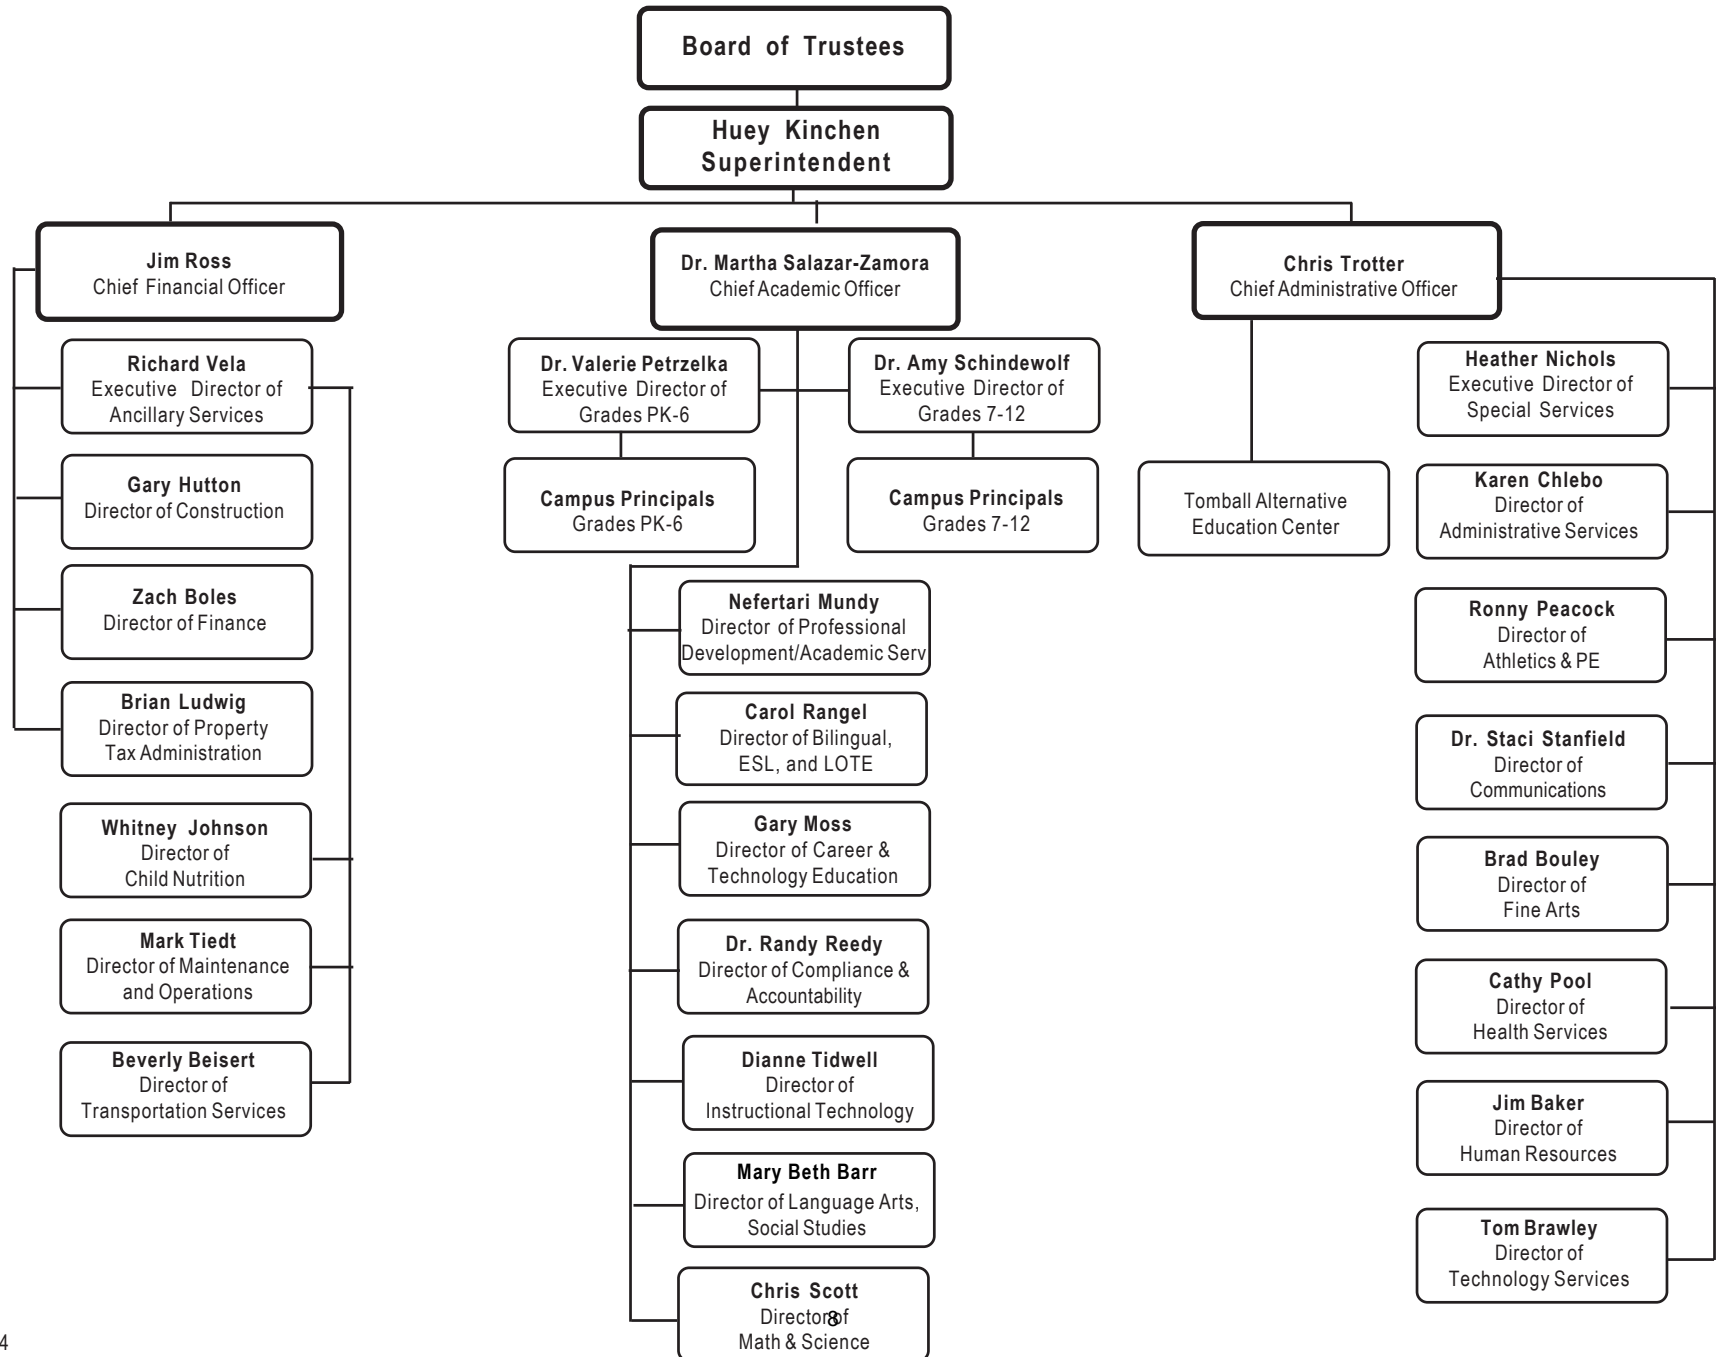 Board of Trustees
Huey Kinchen
Superintendent
Jim Ross
Chief Financial Officer
Dr. Martha Salazar-Zamora
Chief Academic Officer
Chris Trotter
Chief Administrative Officer
Richard Vela
Executive Director of
Ancillary Services
Gary Hutton
Director of Construction
Zach Boles
Director of Finance
Brian Ludwig
Director of Property
Tax Administration
Whitney Johnson
Director of
Child Nutrition
Mark Tiedt
Director of Maintenance
and Operations
Beverly Beisert
Director of
Transportation Services
Dr. Valerie Petrzelka
Executive Director of
Grades PK-6
Dr. Amy Schindewolf
Executive Director of
Grades 7-12
Campus Principals
Grades PK-6
Campus Principals
Grades 7-12
Nefertari Mundy
Director of Professional
Development/Academic Serv
Carol Rangel
Director of Bilingual,
ESL, and LOTE
Gary Moss
Director of Career &
Technology Education
Dr. Randy Reedy
Director of Compliance &
Accountability
Dianne Tidwell
Director of
Instructional Technology
Mary Beth Barr
Director of Language Arts,
Social Studies
Chris Scott
Director of
8
Math & Science
Tomball Alternative
Education Center
Heather Nichols
Executive Director of
Special Services
Karen Chlebo
Director of
Administrative Services
Ronny Peacock
Director of
Athletics & PE
Dr. Staci Stanfield
Director of
Communications
Brad Bouley
Director of
Fine Arts
Cathy Pool
Director of
Health Services
Jim Baker
Director of
Human Resources
Tom Brawley
Director of
Technology Services
4